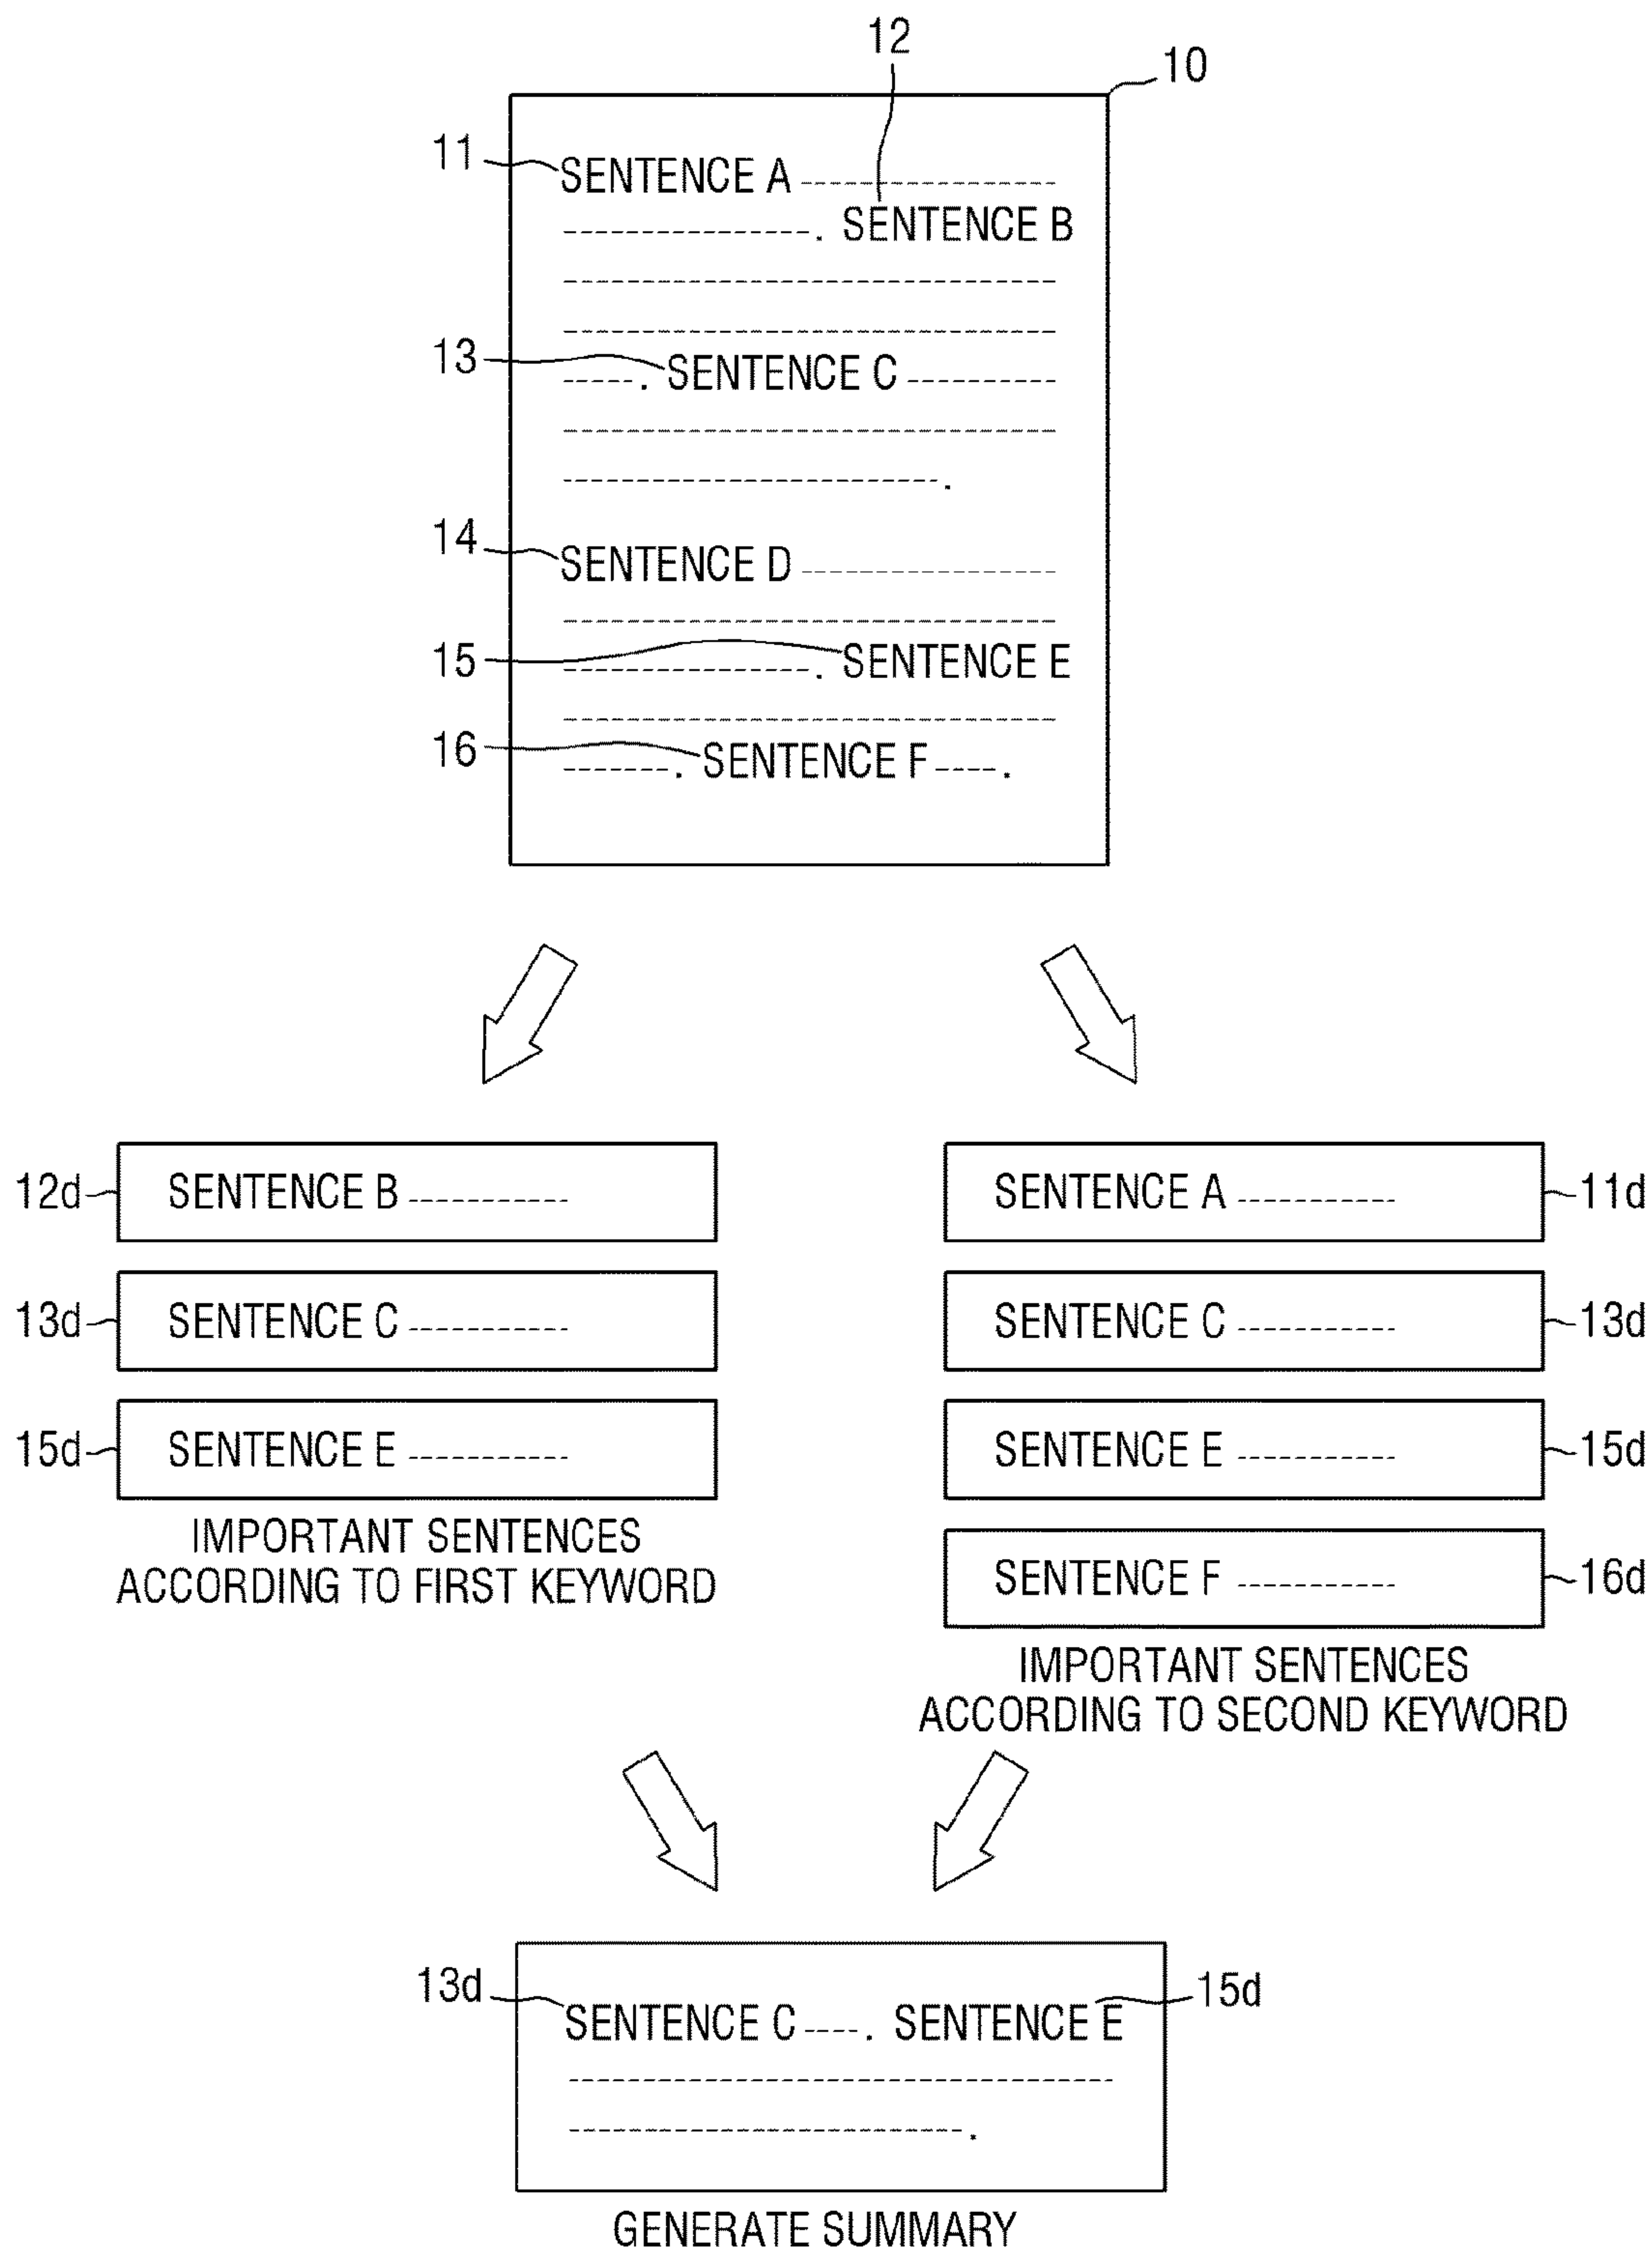 12
10
11
SENTENCE A ----------------
----------------. SENTENCE B
--------------------------------
--------------------------------
13
-----. SENTENCE C ----------
--------------------------------
------------------------.
14
SENTENCE D ----------------
--------------------------------
15
----------------. SENTENCE E
--------------------------------
16
-------. SENTENCE F ----.
12d
SENTENCE B ----------
13d
SENTENCE C ----------
15d
SENTENCE E ----------
IMPORTANT SENTENCES
ACCORDING TO FIRST KEYWORD
SENTENCE A ----------
11d
SENTENCE C ----------
13d
SENTENCE E ----------
15d
SENTENCE F ----------
16d
IMPORTANT SENTENCES
ACCORDING TO SECOND KEYWORD
13d
15d
SENTENCE C ----. SENTENCE E
----------------------------------
-------------------------.
GENERATE SUMMARY